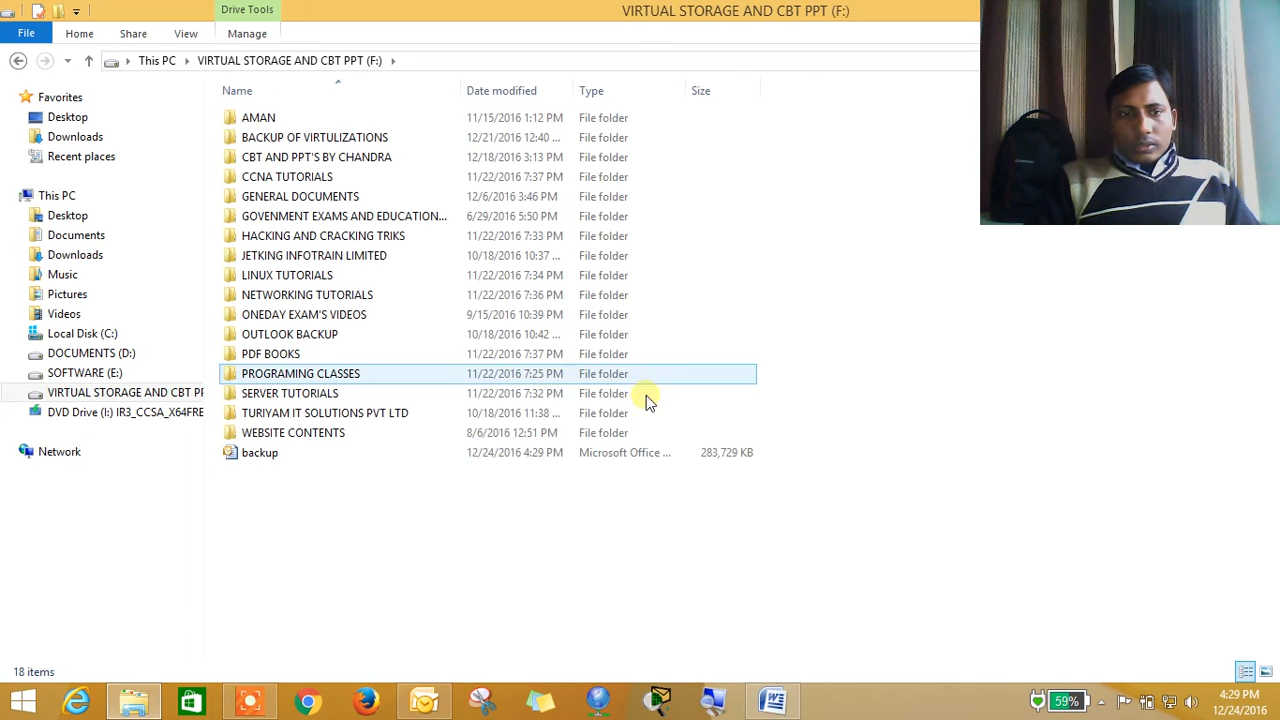 Drive Tools
VIRTUAL STORAGE AND CBT PPT (F:)
File Home Share View Manage
This PC VIRTUAL STORAGE AND CBT PPT (F:)
Name Date modified Type Size
Favorites
Desktop
Downloads
Recent places
This PC
Desktop
Documents
Downloads
Music
Pictures
Videos
Local Disk (C:)
DOCUMENTS (D:)
SOFTWARE (E:)
VIRTUAL STORAGE AND CBT PP
DVD Drive (I:) IR3_CCSA_X64FRE
Network
AMAN 11/15/2016 1:12 PM File folder
BACKUP OF VIRTULIZATIONS 12/21/2016 12:40 ... File folder
CBT AND PPT'S BY CHANDRA 12/18/2016 3:13 PM File folder
CCNA TUTORIALS 11/22/2016 7:37 PM File folder
GENERAL DOCUMENTS 12/6/2016 3:46 PM File folder
GOVENMENT EXAMS AND EDUCATION... 6/29/2016 5:50 PM File folder
HACKING AND CRACKING TRIKS 11/22/2016 7:33 PM File folder
JETKING INFOTRAIN LIMITED 10/18/2016 10:37 ... File folder
LINUX TUTORIALS 11/22/2016 7:34 PM File folder
NETWORKING TUTORIALS 11/22/2016 7:36 PM File folder
ONEDAY EXAM'S VIDEOS 9/15/2016 10:39 PM File folder
OUTLOOK BACKUP 10/18/2016 10:42 ... File folder
PDF BOOKS 11/22/2016 7:37 PM File folder
PROGRAMING CLASSES 11/22/2016 7:25 PM File folder
SERVER TUTORIALS 11/22/2016 7:32 PM File folder
TURIYAM IT SOLUTIONS PVT LTD 10/18/2016 11:38 ... File folder
WEBSITE CONTENTS 8/6/2016 12:51 PM File folder
backup 12/24/2016 4:29 PM Microsoft Office ... 283,729 KB
18 items
59%
4:29 PM
12/24/2016